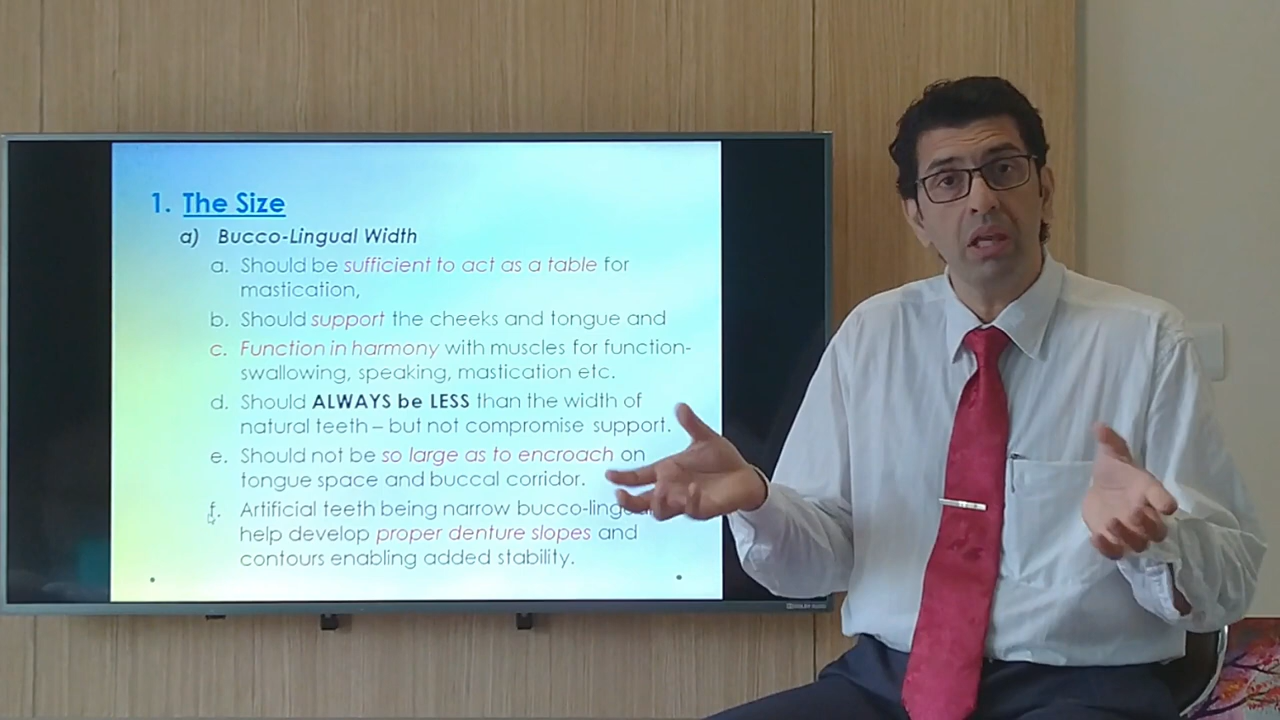 1. The Size
a) Bucco-Lingual Width
a. Should be sufficient to act as a table for
mastication,
b. Should support the cheeks and tongue and
c. Function in harmony with muscles for function-
swallowing, speaking, mastication etc.
d. Should ALWAYS be LESS than the width of
natural teeth – but not compromise support.
e. Should not be so large as to encroach on
tongue space and buccal corridor.
f. Artificial teeth being narrow
help develop proper denture slopes and
contours enabling added stability.